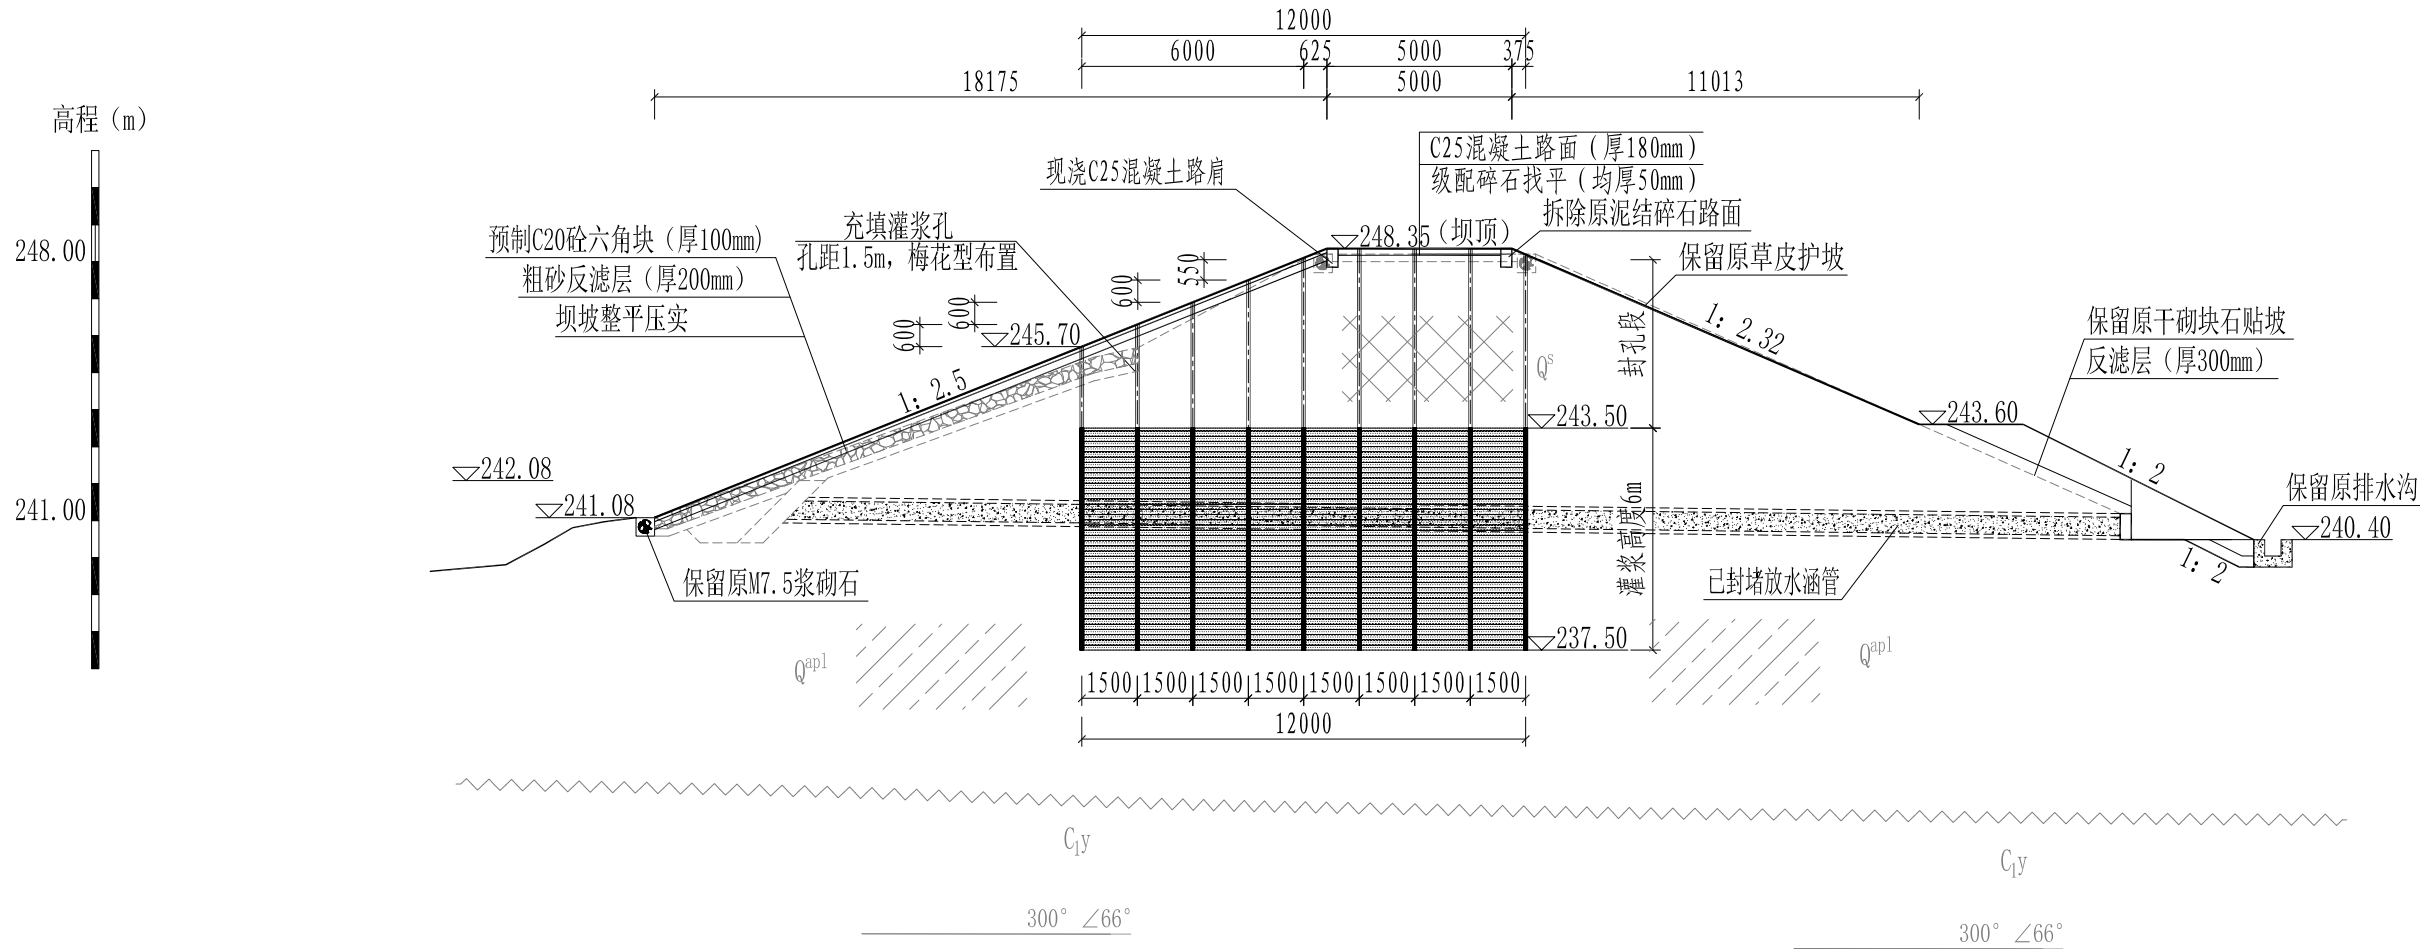 12000
6000 625 5000 375
18175 5000 11013
高程（m）
248.00
241.00
现浇C25混凝土路肩
C25混凝土路面（厚180mm）
级配碎石找平（均厚50mm）
拆除原泥结碎石路面
248.35（坝顶）
保留原草皮护坡
充填灌浆孔
孔距1.5m，梅花型布置
预制C20砼六角块（厚100mm）
粗砂反滤层（厚200mm）
坝坡整平压实
600
600
600
550
245.70
1: 2.5
1: 2.32
封孔段
Qs
保留原干砌块石贴坡
反滤层（厚300mm）
243.50
243.60
1: 2
242.08
241.08
保留原排水沟
240.40
1: 2
灌浆高度6m
保留原M7.5浆砌石
已封堵放水涵管
237.50
Qapl
Qapl
1500 1500 1500 1500 1500 1500 1500 1500
12000
C1y
C1y
300° ∠66°
300° ∠66°